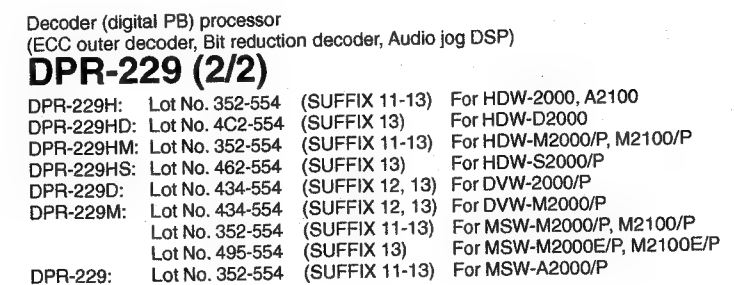 Decoder (digital PB) processor
(ECC outer decoder, Bit reduction decoder, Audio jog DSP)
DPR-229 (2/2)
DPR-229H: Lot No. 352-554 (SUFFIX 11-13) For HDW-2000, A2100
DPR-229HD: Lot No. 4C2-554 (SUFFIX 13) For HDW-D2000
DPR-229HM: Lot No. 352-554 (SUFFIX 11-13) For HDW-M2000/P, M2100/P
DPR-229HS: Lot No. 462-554 (SUFFIX 13) For HDW-S2000/P
DPR-229D: Lot No. 434-554 (SUFFIX 12, 13) For DVW-2000/P
DPR-229M: Lot No. 434-554 (SUFFIX 12, 13) For DVW-M2000/P
Lot No. 352-554 (SUFFIX 11-13) For MSW-M2000/P, M2100/P
Lot No. 495-554 (SUFFIX 13) For MSW-M2000E/P, M2100E/P
DPR-229: Lot No. 352-554 (SUFFIX 11-13) For MSW-A2000/P